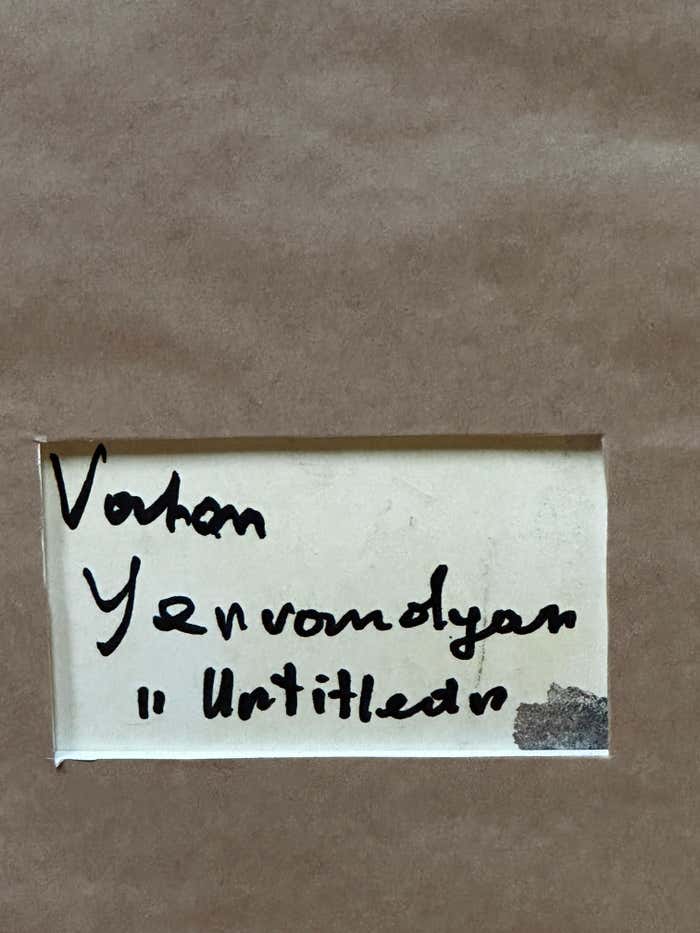 Vahan
Yervandyan
"Untitled"